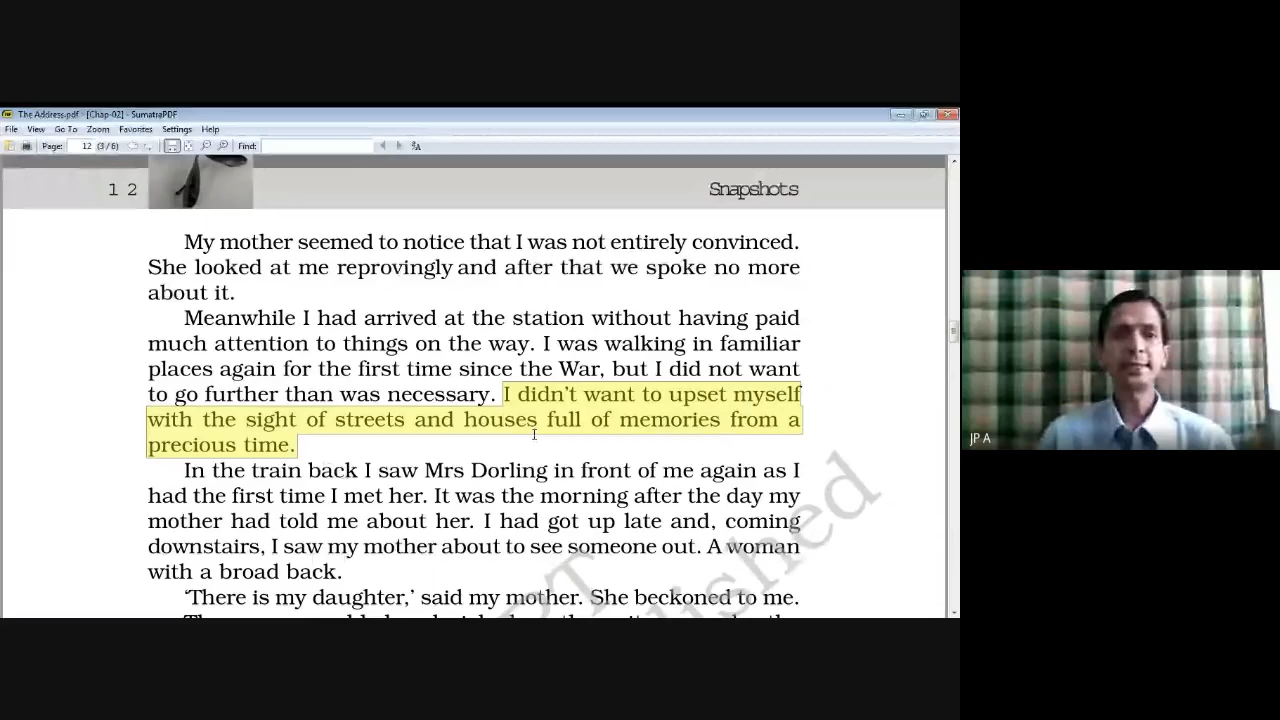 The Address.pdf - [Chap-02] - SumatraPDF
File View Go To Zoom Favorites Settings Help
Page: 12 (3/6) Find:
1 2 Snapshots
My mother seemed to notice that I was not entirely convinced.
She looked at me reprovingly and after that we spoke no more
about it.
Meanwhile I had arrived at the station without having paid
much attention to things on the way. I was walking in familiar
places again for the first time since the War, but I did not want
to go further than was necessary. I didn't want to upset myself
with the sight of streets and houses full of memories from a
precious time.
In the train back I saw Mrs Dorling in front of me again as I
had the first time I met her. It was the morning after the day my
mother had told me about her. I had got up late and, coming
downstairs, I saw my mother about to see someone out. A woman
with a broad back.
‘There is my daughter,’ said my mother. She beckoned to me.
JP A